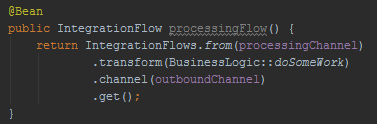 @Bean
public IntegrationFlow processingFlow() {
    return IntegrationFlows.from(processingChannel)
            .transform(BusinessLogic::doSomeWork)
            .channel(outboundChannel)
            .get();
}